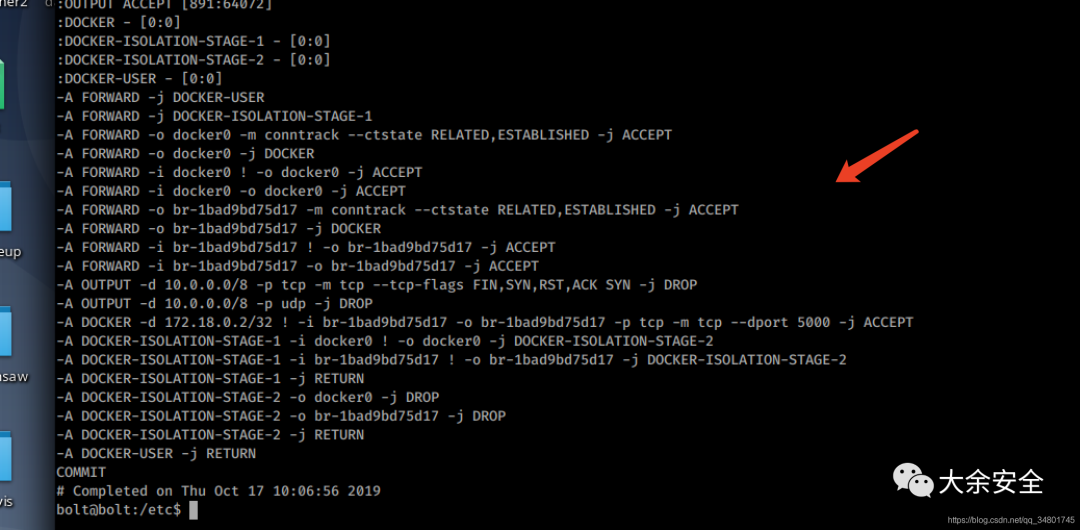 :OUTPUT ACCEPT [891:64072]
:DOCKER - [0:0]
:DOCKER-ISOLATION-STAGE-1 - [0:0]
:DOCKER-ISOLATION-STAGE-2 - [0:0]
:DOCKER-USER - [0:0]
-A FORWARD -j DOCKER-USER
-A FORWARD -j DOCKER-ISOLATION-STAGE-1
-A FORWARD -o docker0 -m conntrack --ctstate RELATED,ESTABLISHED -j ACCEPT
-A FORWARD -o docker0 -j DOCKER
-A FORWARD -i docker0 ! -o docker0 -j ACCEPT
-A FORWARD -i docker0 -o docker0 -j ACCEPT
-A FORWARD -o br-1bad9bd75d17 -m conntrack --ctstate RELATED,ESTABLISHED -j ACCEPT
-A FORWARD -o br-1bad9bd75d17 -j DOCKER
-A FORWARD -i br-1bad9bd75d17 ! -o br-1bad9bd75d17 -j ACCEPT
-A FORWARD -i br-1bad9bd75d17 -o br-1bad9bd75d17 -j ACCEPT
-A OUTPUT -d 10.0.0.0/8 -p tcp -m tcp --tcp-flags FIN,SYN,RST,ACK SYN -j DROP
-A OUTPUT -d 10.0.0.0/8 -p udp -j DROP
-A DOCKER -d 172.18.0.2/32 ! -i br-1bad9bd75d17 -o br-1bad9bd75d17 -p tcp -m tcp --dport 5000 -j ACCEPT
-A DOCKER-ISOLATION-STAGE-1 -i docker0 ! -o docker0 -j DOCKER-ISOLATION-STAGE-2
-A DOCKER-ISOLATION-STAGE-1 -i br-1bad9bd75d17 ! -o br-1bad9bd75d17 -j DOCKER-ISOLATION-STAGE-2
-A DOCKER-ISOLATION-STAGE-1 -j RETURN
-A DOCKER-ISOLATION-STAGE-2 -o docker0 -j DROP
-A DOCKER-ISOLATION-STAGE-2 -o br-1bad9bd75d17 -j DROP
-A DOCKER-ISOLATION-STAGE-2 -j RETURN
-A DOCKER-USER -j RETURN
COMMIT
# Completed on Thu Oct 17 10:06:56 2019
bolt@bolt:/etc$
大余安全
https://blog.csdn.net/qq_34801745